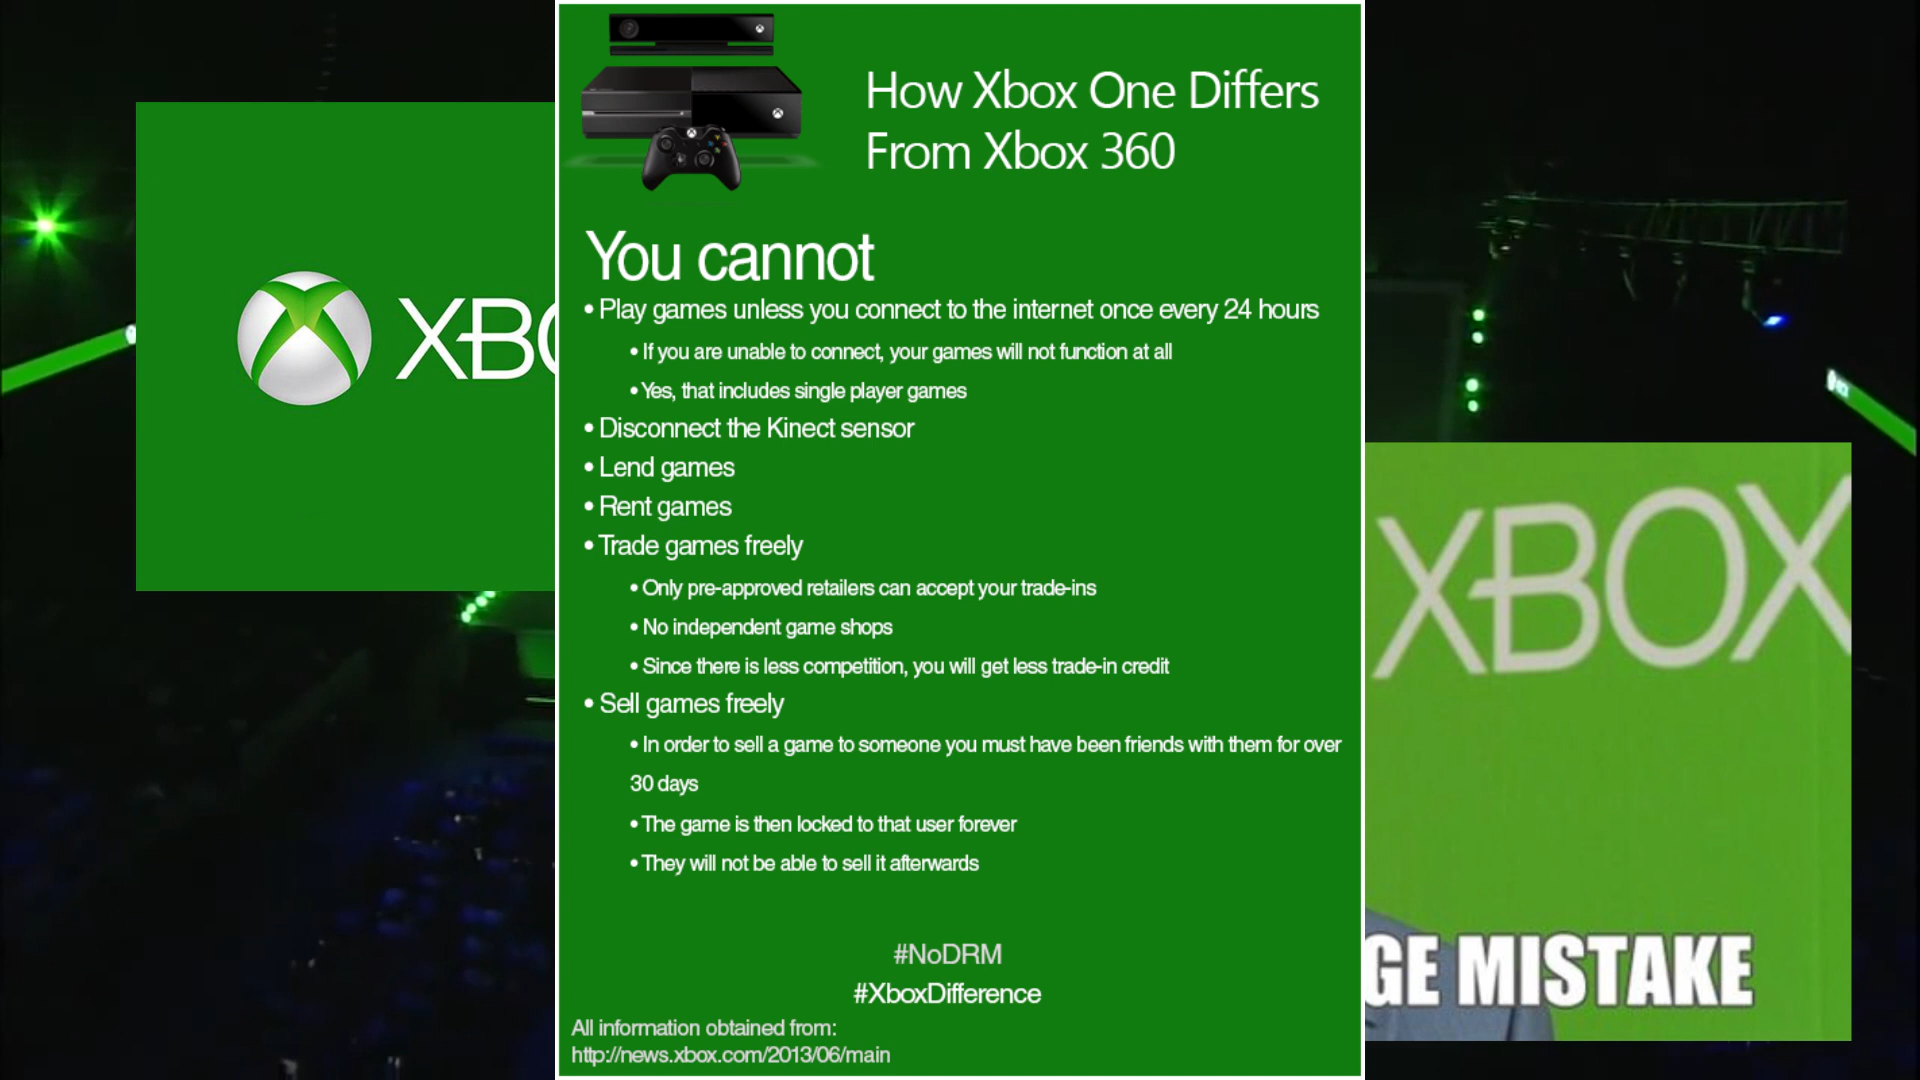 XBO
How Xbox One Differs
From Xbox 360
You cannot
• Play games unless you connect to the internet once every 24 hours
• If you are unable to connect, your games will not function at all
• Yes, that includes single player games
• Disconnect the Kinect sensor
• Lend games
• Rent games
• Trade games freely
• Only pre-approved retailers can accept your trade-ins
• No independent game shops
• Since there is less competition, you will get less trade-in credit
• Sell games freely
• In order to sell a game to someone you must have been friends with them for over
30 days
• The game is then locked to that user forever
• They will not be able to sell it afterwards
#NoDRM
#XboxDifference
All information obtained from:
http://news.xbox.com/2013/06/main
XBOX
GE MISTAKE